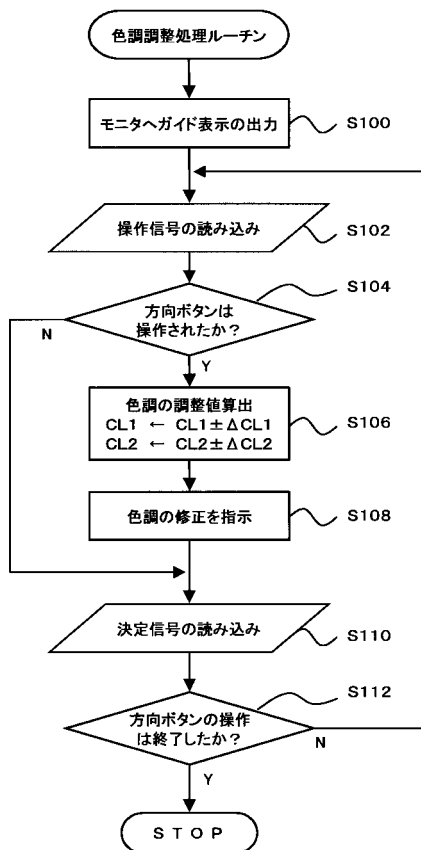 色調調整処理ルーチン
モニタへガイド表示の出力
S100
操作信号の読み込み
S102
S104
方向ボタンは
操作されたか？
N
Y
色調の調整値算出
CL1 ← CL1±ΔCL1
CL2 ← CL2±ΔCL2
S106
色調の修正を指示
S108
決定信号の読み込み
S110
S112
方向ボタンの操作
は終了したか？
N
Y
STOP